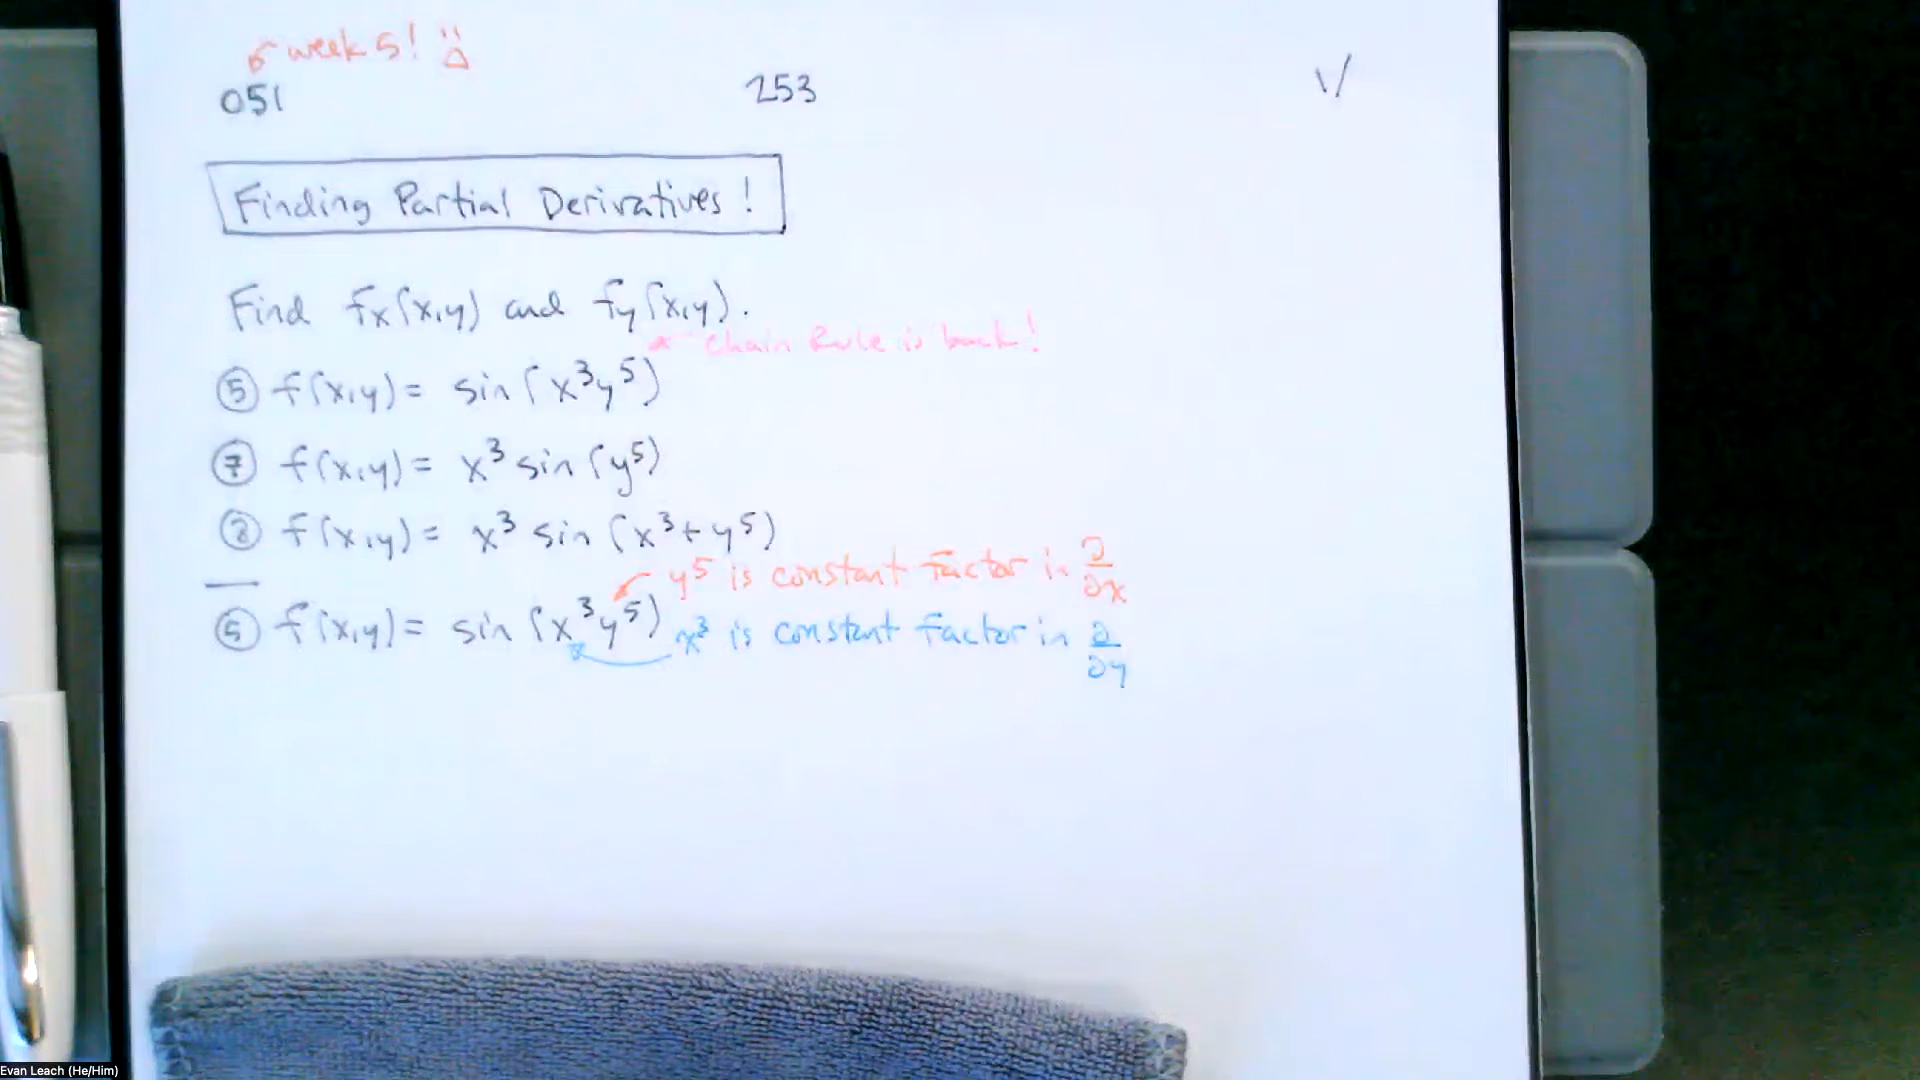 week 5!
051 253 1/
Finding Partial Derivatives!
Find fx(x,y) and fy(x,y).
Chain Rule is back!
⑤ f(x,y) = sin(x³y⁵)
⑦ f(x,y) = x³ sin(y⁵)
⑧ f(x,y) = x³ sin(x³+y⁵)
y⁵ is constant factor in ∂/∂x
⑤ f(x,y) = sin(x³y⁵)
x³ is constant factor in ∂/∂y
Evan Leach (He/Him)